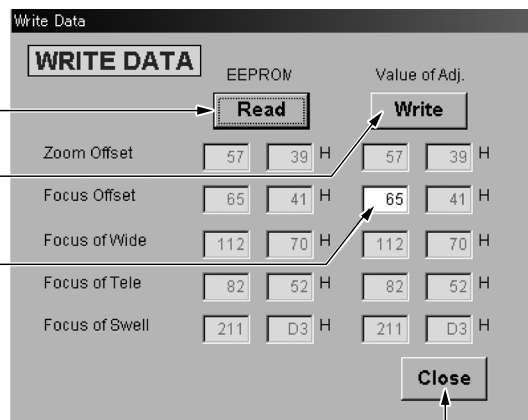 Write Data
WRITE DATA
EEPROM Value of Adj.
Read Write
Zoom Offset 57 39 H 57 39 H
Focus Offset 65 41 H 65 41 H
Focus of Wide 112 70 H 112 70 H
Focus of Tele 82 52 H 82 52 H
Focus of Swell 211 D3 H 211 D3 H
Close